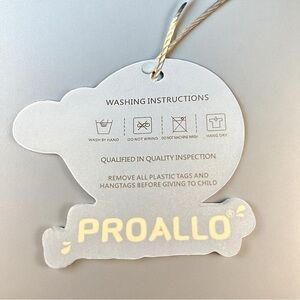 WASHING INSTRUCTIONS
WASH BY HAND DO NOT WRING DO NOT MACHINE WASH HANG DRY
QUALIFIED IN QUALITY INSPECTION
REMOVE ALL PLASTIC TAGS AND
HANGTAGS BEFORE GIVING TO CHILD
PROALLO®